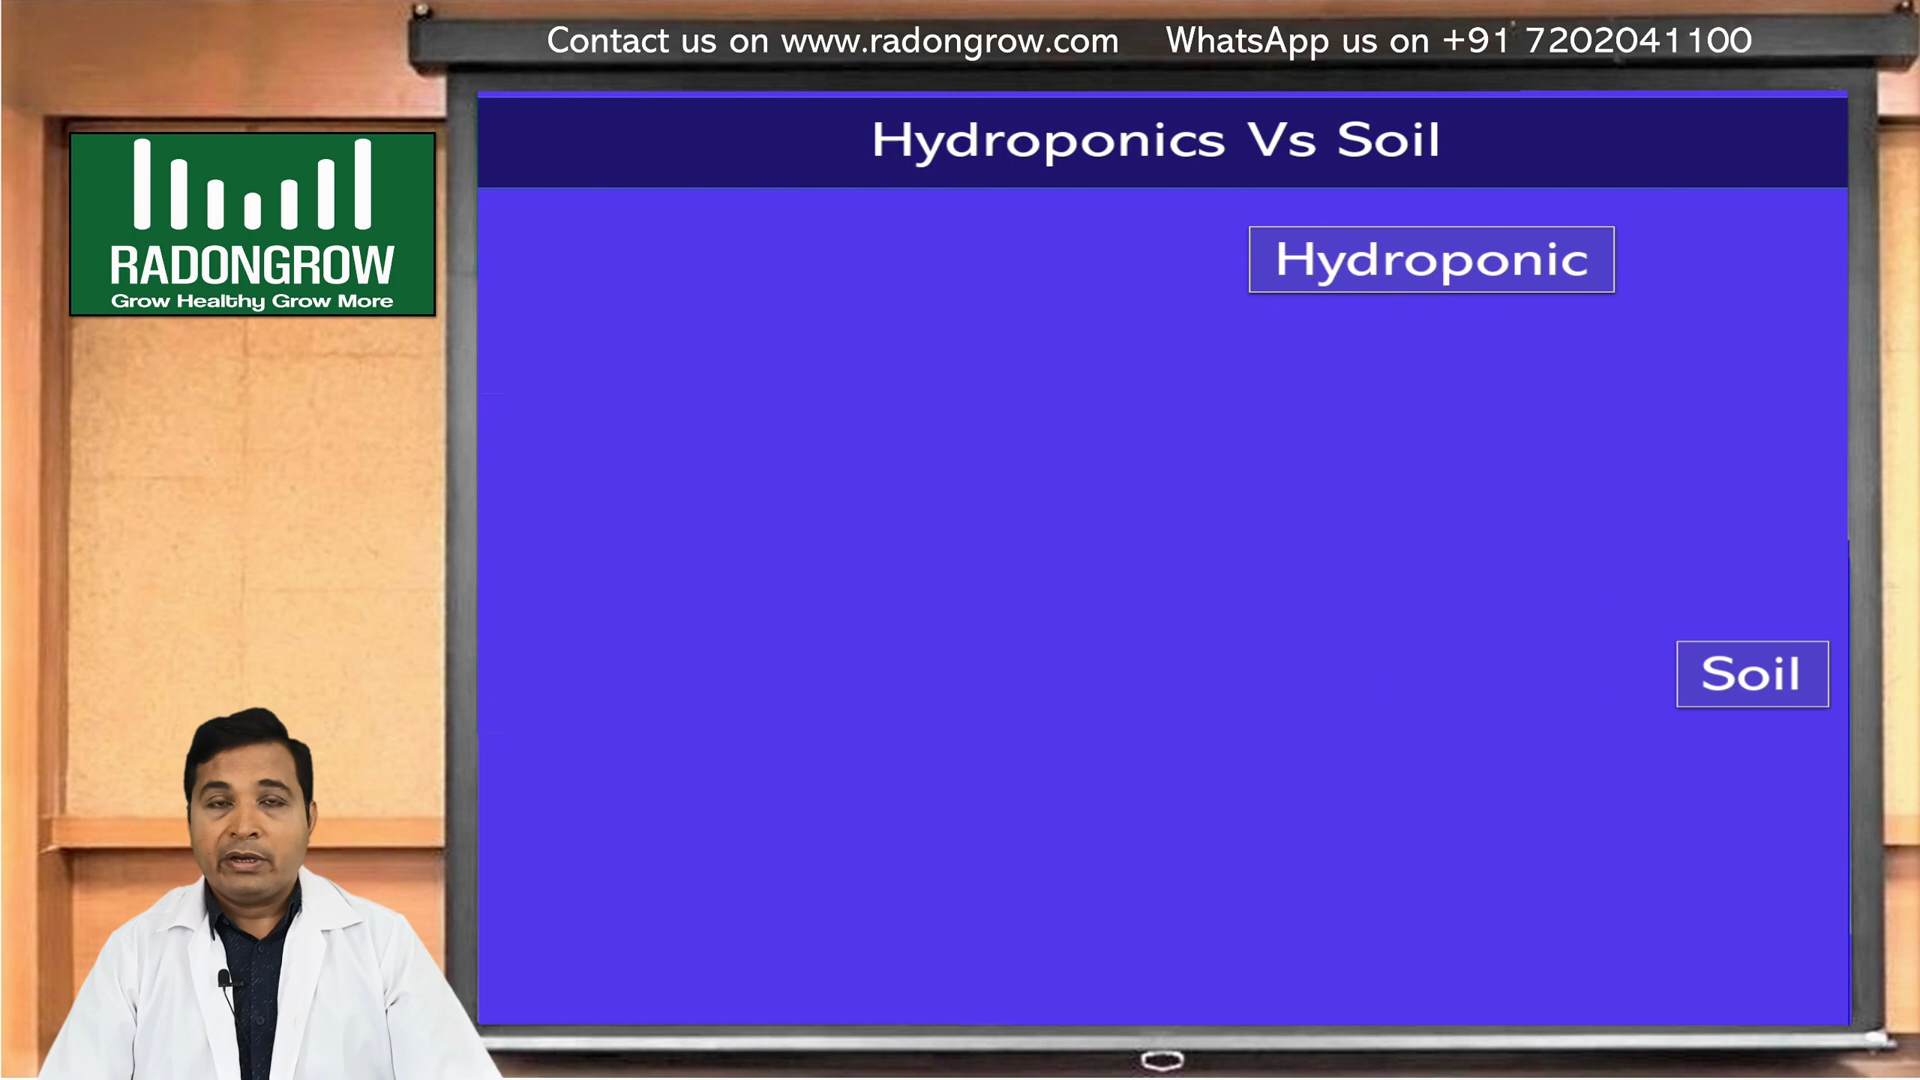 Contact us on www.radongrow.com WhatsApp us on +91 7202041100
Hydroponics Vs Soil
RADONGROW
Grow Healthy Grow More
Hydroponic
Soil